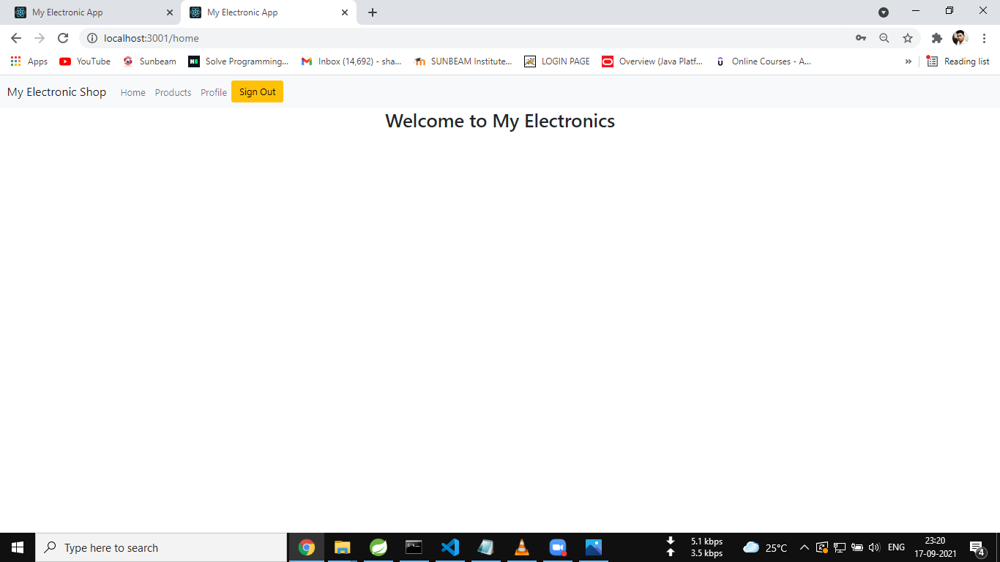 My Electronic App
My Electronic App
localhost:3001/home
Apps YouTube Sunbeam Solve Programming... Inbox (14,692) - sha... SUNBEAM Institute... LOGIN PAGE Overview (Java Platf... Online Courses - A... » Reading list
My Electronic Shop Home Products Profile Sign Out
Welcome to My Electronics
Type here to search
5.1 kbps
3.5 kbps
25°C
ENG
23:20
17-09-2021
4